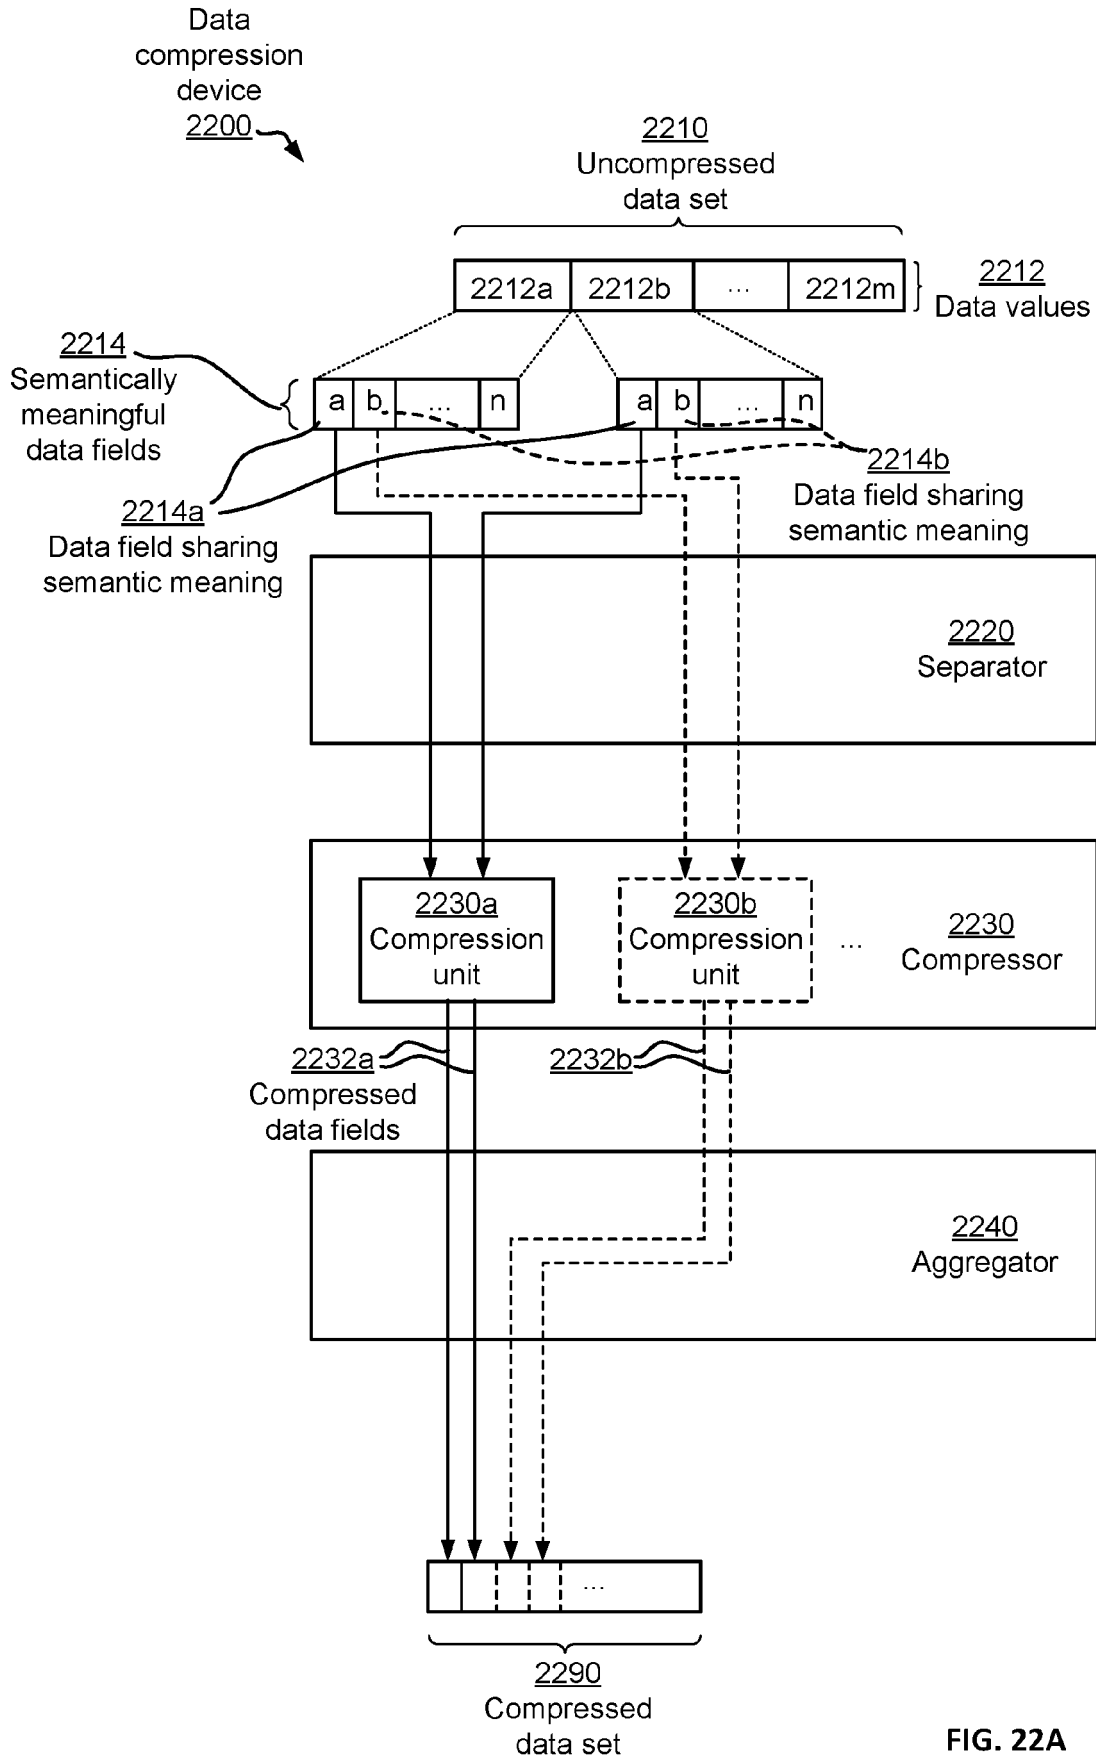 Data
compression
device
2200
2210
Uncompressed
data set
2212a 2212b ... 2212m
2212
Data values
2214
Semantically
meaningful
data fields
a b ... n
a b ... n
2214a
Data field sharing
semantic meaning
2214b
Data field sharing
semantic meaning
2220
Separator
2230a
Compression
unit
2230b
Compression
unit
...
2230
Compressor
2232a
Compressed
data fields
2232b
2240
Aggregator
...
2290
Compressed
data set
FIG. 22A